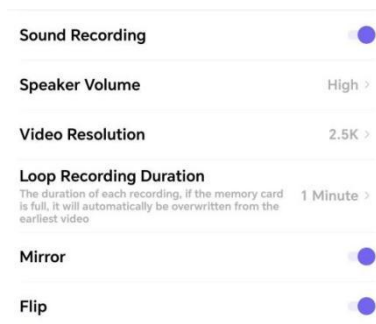 Sound Recording
Speaker Volume High >
Video Resolution 2.5K >
Loop Recording Duration
The duration of each recording, if the memory card
is full, it will automatically be overwritten from the
earliest video
1 Minute >
Mirror
Flip